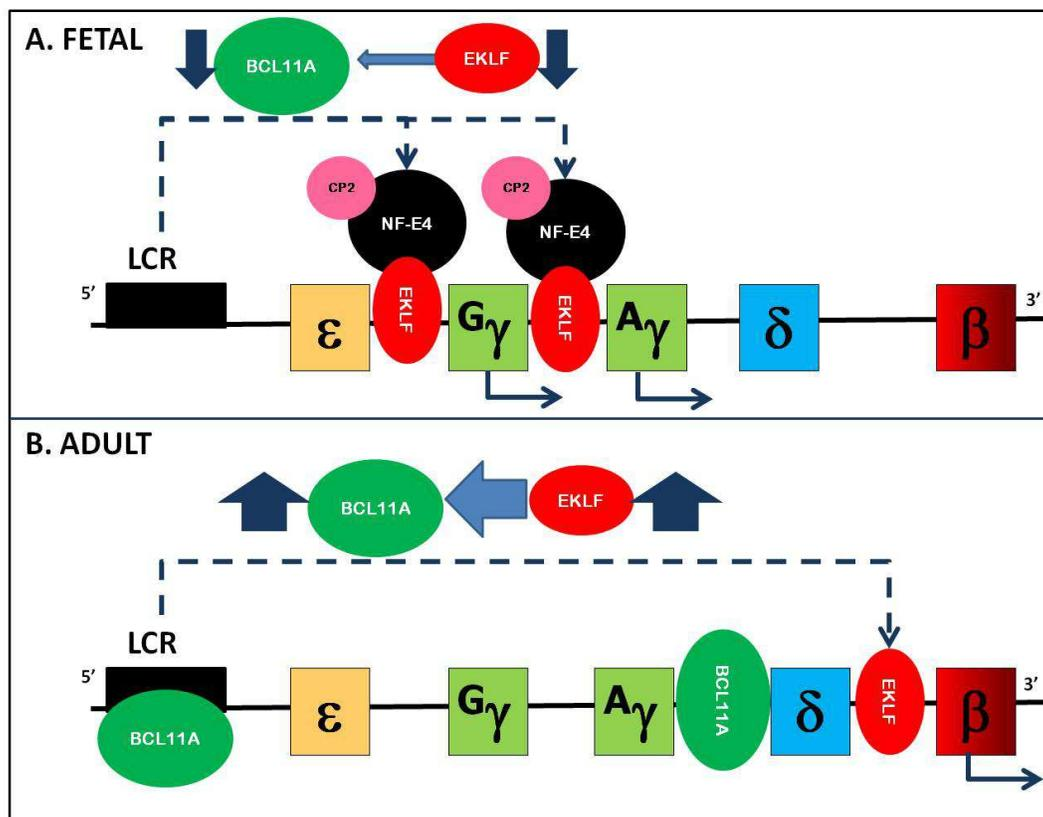 A. FETAL
BCL11A
EKLF
CP2
NF-E4
CP2
NF-E4
LCR
5’
ε
EKLF
Gγ
EKLF
Aγ
δ
β
3’
B. ADULT
BCL11A
EKLF
LCR
5’
BCL11A
ε
Gγ
Aγ
BCL11A
δ
EKLF
β
3’